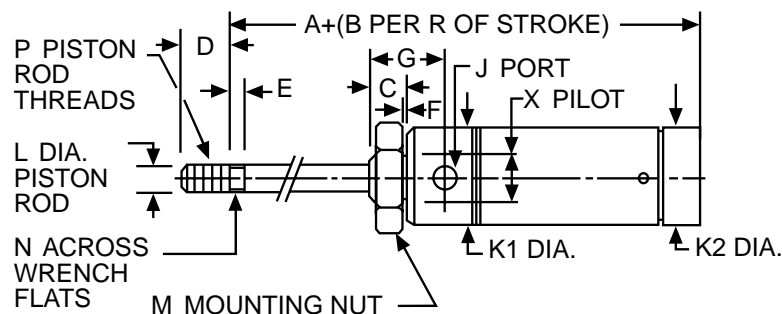 A+(B PER R OF STROKE)
P PISTON
ROD
THREADS
D
G
J PORT
C
E
F
X PILOT
L DIA.
PISTON
ROD
N ACROSS
WRENCH
FLATS
K1 DIA.
K2 DIA.
M MOUNTING NUT